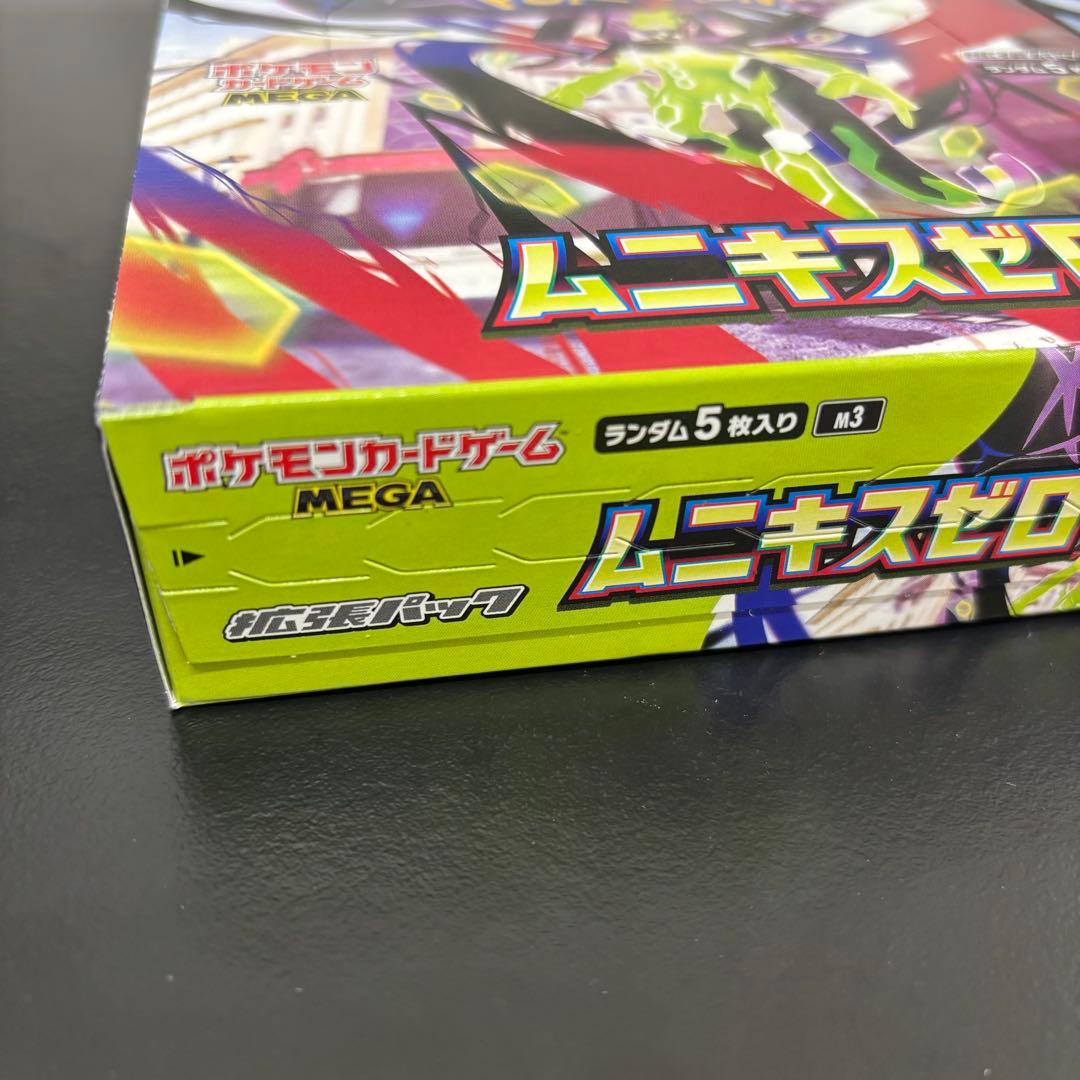 ポケモン
カードゲーム
MEGA
ムニキスゼロ
ポケモンカードゲーム
MEGA
ランダム5枚入り
M3
ムニキスゼロ
拡張パック